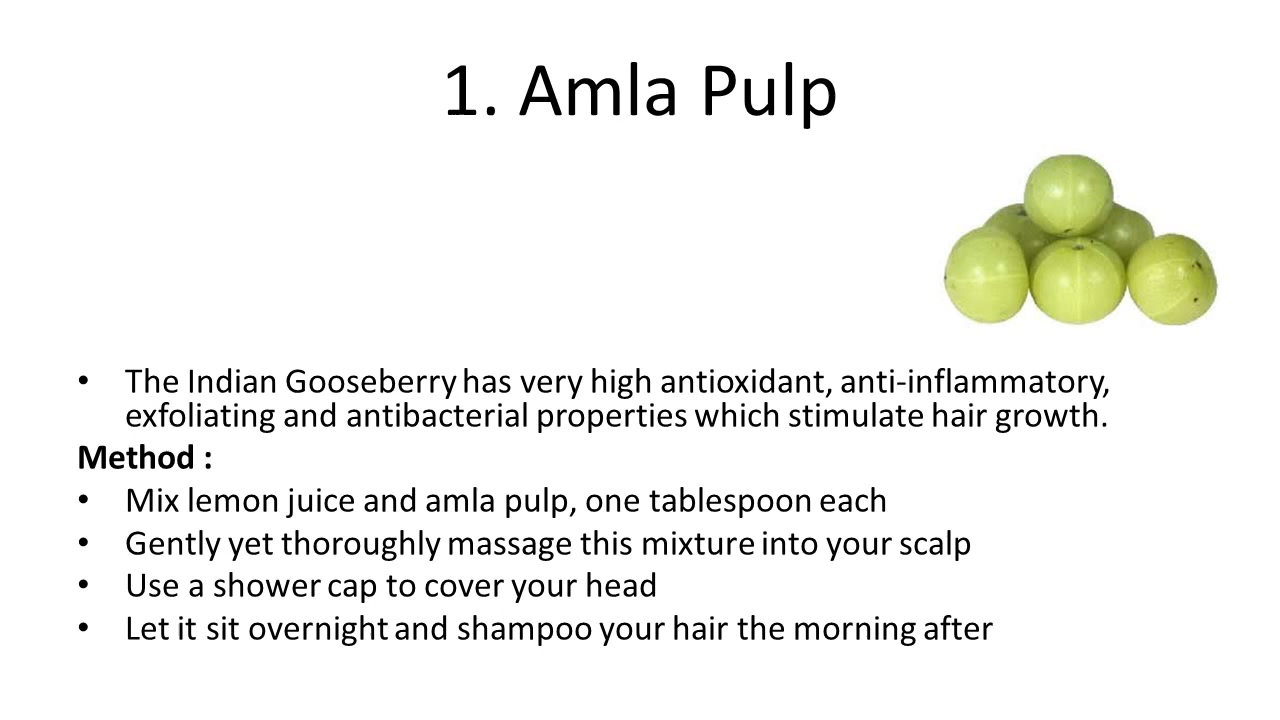 1. Amla Pulp
• The Indian Gooseberry has very high antioxidant, anti-inflammatory,
exfoliating and antibacterial properties which stimulate hair growth.
Method :
• Mix lemon juice and amla pulp, one tablespoon each
• Gently yet thoroughly massage this mixture into your scalp
• Use a shower cap to cover your head
• Let it sit overnight and shampoo your hair the morning after